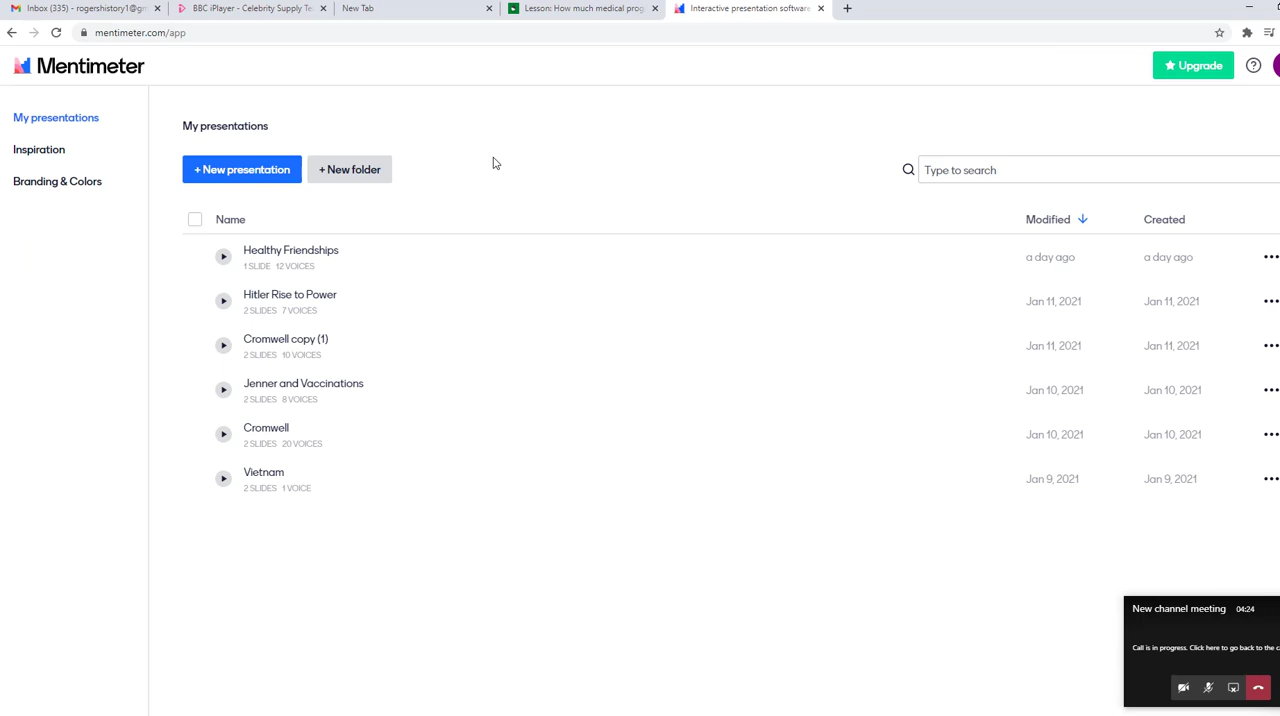 Inbox (335) - rogershistory1@gm
BBC iPlayer - Celebrity Supply Te
New Tab
Lesson: How much medical prog
Interactive presentation software
mentimeter.com/app
Mentimeter
Upgrade
My presentations
Inspiration
Branding & Colors
My presentations
+ New presentation
+ New folder
Type to search
Name
Modified
Created
Healthy Friendships
1 SLIDE 12 VOICES
a day ago
a day ago
Hitler Rise to Power
2 SLIDES 7 VOICES
Jan 11, 2021
Jan 11, 2021
Cromwell copy (1)
2 SLIDES 10 VOICES
Jan 11, 2021
Jan 11, 2021
Jenner and Vaccinations
2 SLIDES 8 VOICES
Jan 10, 2021
Jan 10, 2021
Cromwell
2 SLIDES 20 VOICES
Jan 10, 2021
Jan 10, 2021
Vietnam
2 SLIDES 1 VOICE
Jan 9, 2021
Jan 9, 2021
New channel meeting 04:24
Call is in progress. Click here to go back to the c